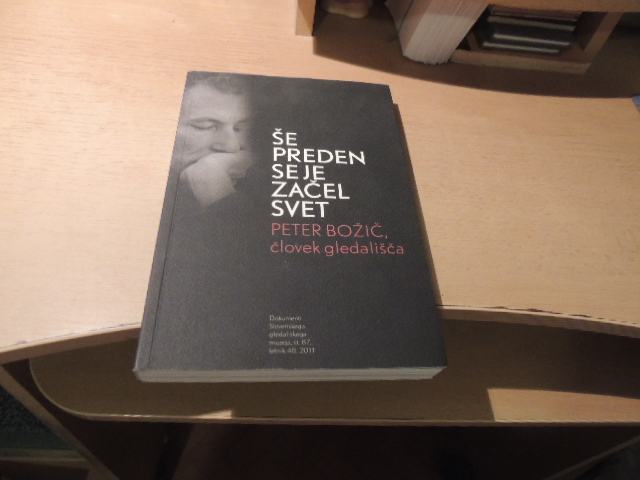 ŠE
PREDEN
SE JE
ZAČEL
SVET
PETER BOŽIČ,
človek gledališča
Dokumenti
Slovenskega
gledališkega
muzeja, št. 87,
letnik 48, 2011